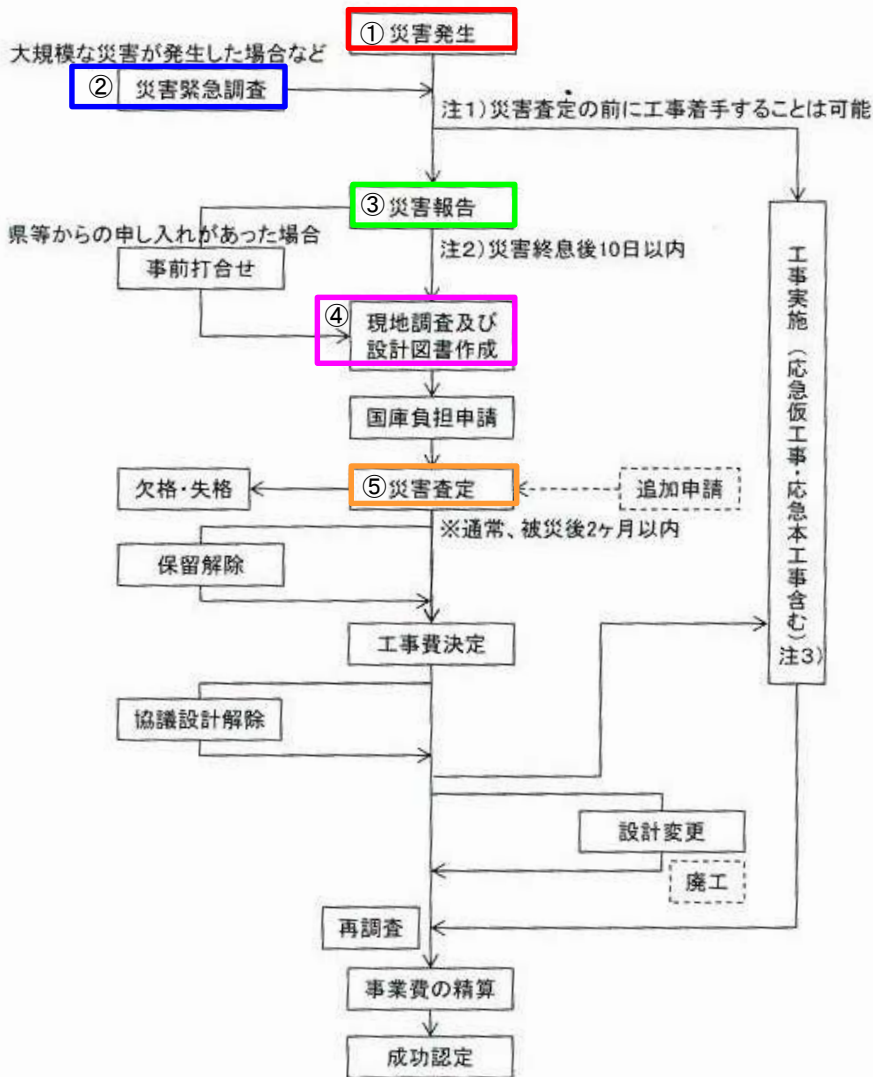 ①災害発生
大規模な災害が発生した場合など
②災害緊急調査
注1)災害査定の前に工事着手することは可能
③災害報告
県等からの申し入れがあった場合
注2)災害終息後10日以内
事前打合せ
④現地調査及び
設計図書作成
国庫負担申請
工事実施(応急仮工事・応急本工事含む)
注3)
欠格・失格
⑤災害査定
追加申請
※通常、被災後2ヶ月以内
保留解除
工事費決定
協議設計解除
設計変更
廃工
再調査
事業費の精算
成功認定